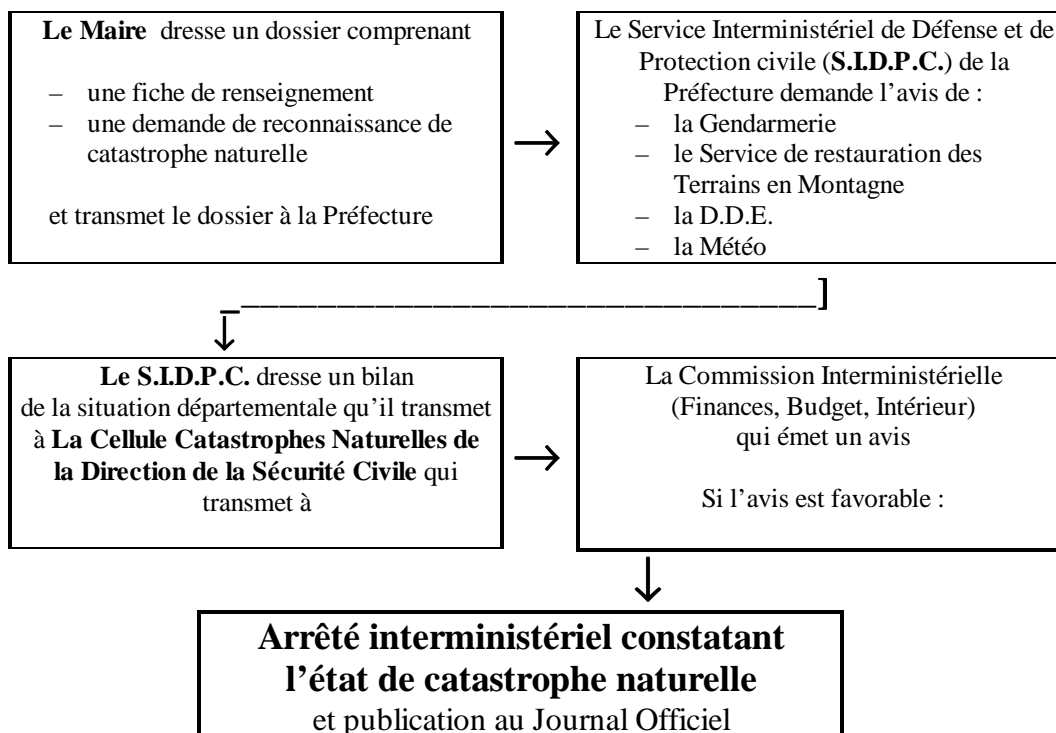 Le Maire dresse un dossier comprenant
– une fiche de renseignement
– une demande de reconnaissance de
catastrophe naturelle
et transmet le dossier à la Préfecture
Le Service Interministériel de Défense et de
Protection civile (S.I.D.P.C.) de la
Préfecture demande l’avis de :
– la Gendarmerie
– le Service de restauration des
Terrains en Montagne
– la D.D.E.
– la Météo
Le S.I.D.P.C. dresse un bilan
de la situation départementale qu’il transmet
à La Cellule Catastrophes Naturelles de
la Direction de la Sécurité Civile qui
transmet à
La Commission Interministérielle
(Finances, Budget, Intérieur)
qui émet un avis
Si l’avis est favorable :
Arrêté interministériel constatant
l’état de catastrophe naturelle
et publication au Journal Officiel